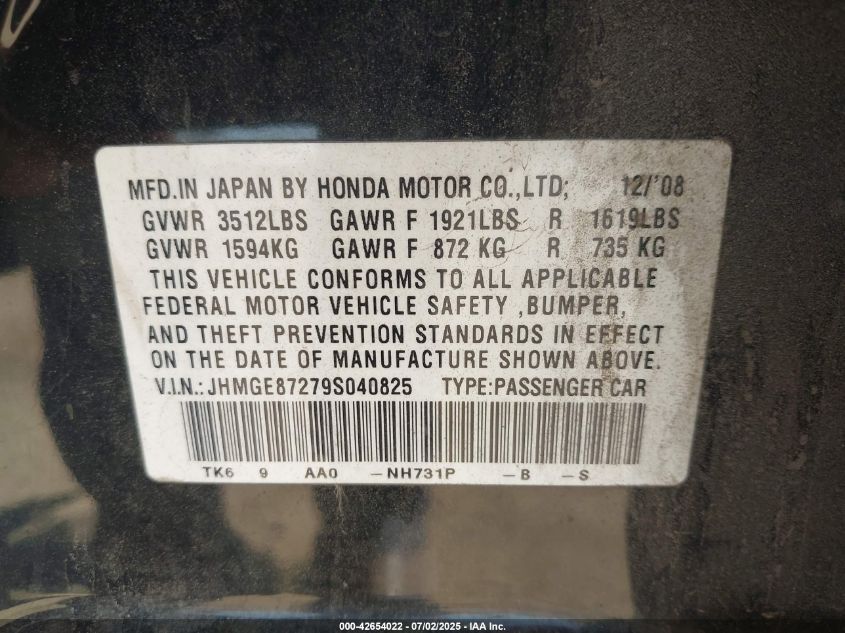 MFD.IN JAPAN BY HONDA MOTOR CO.,LTD; 12/'08
GVWR 3512LBS GAWR F 1921LBS R 1619LBS
GVWR 1594KG GAWR F 872 KG R 735 KG
THIS VEHICLE CONFORMS TO ALL APPLICABLE
FEDERAL MOTOR VEHICLE SAFETY ,BUMPER,
AND THEFT PREVENTION STANDARDS IN EFFECT
ON THE DATE OF MANUFACTURE SHOWN ABOVE.
V.I.N.:JHMGE87279S040825 TYPE:PASSENGER CAR
TK6 9 AA0 -NH731P -B -S
000-42654022 - 07/02/2025 - IAA Inc.